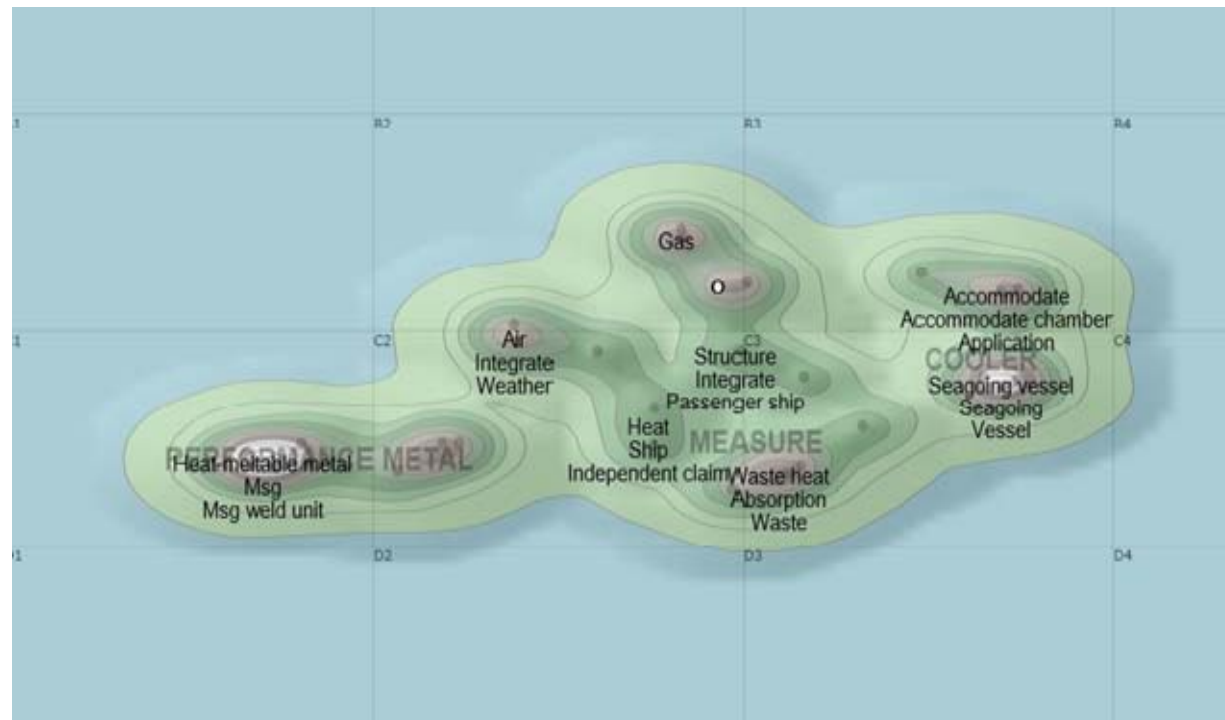 B2
B3
B4
Gas
O
Accommodate
Accommodate chamber
Application
Air
Integrate
Weather
C2
C3
C4
Structure
Integrate
Passenger ship
COOLER
Seagoing vessel
Seagoing
Vessel
Heat
Ship
Independent claim
MEASURE
PERFORMANCE METAL
Heat-meltable metal
Msg
Msg weld unit
Waste heat
Absorption
Waste
D2
D3
D4